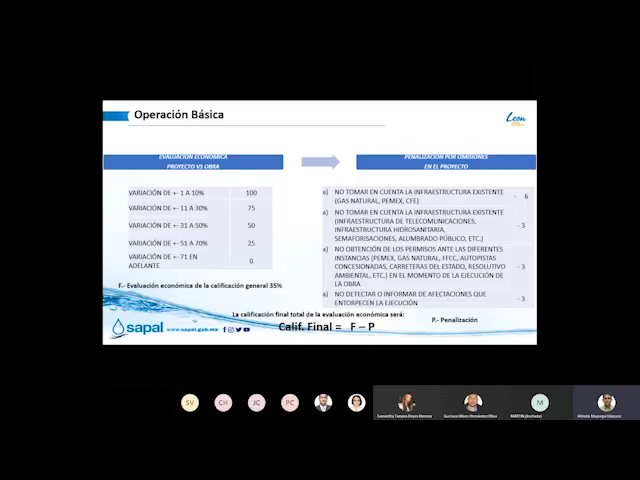 Operación Básica
León
EVALUACIÓN ECONÓMICA
PROYECTO VS OBRA
PENALIZACIÓN POR OMISIONES
EN EL PROYECTO
VARIACIÓN DE +- 1 A 10% 100
VARIACIÓN DE +- 11 A 30% 75
VARIACIÓN DE +- 31 A 50% 50
VARIACIÓN DE +- 51 A 70% 25
VARIACIÓN DE +- 71 EN
ADELANTE 0
F.- Evaluación económica de la calificación general 35%
a) NO TOMAR EN CUENTA LA INFRAESTRUCTURA EXISTENTE
(GAS NATURAL, PEMEX, CFE) - 6
a) NO TOMAR EN CUENTA LA INFRAESTRUCTURA EXISTENTE
(INFRAESTRUCTURA DE TELECOMUNICACIONES,
INFRAESTRUCTURA HIDROSANITARIA,
SEMAFORISACIONES, ALUMBRADO PÚBLICO, ETC.) - 3
a) NO OBTENCIÓN DE LOS PERMISOS ANTE LAS DIFERENTES
INSTANCIAS (PEMEX, GAS NATURAL, FFCC, AUTOPISTAS
CONCESIONADAS, CARRETERAS DEL ESTADO, RESOLUTIVO
AMBIENTAL, ETC.) EN EL MOMENTO DE LA EJECUCIÓN DE
LA OBRA - 3
a) NO DETECTAR O INFORMAR DE AFECTACIONES QUE
ENTORPECEN LA EJECUCIÓN - 3
La calificación final total de la evaluación económica será:
P.- Penalización
Calif. Final = F – P
sapal www.sapal.gob.mx
SV CH JC PC M